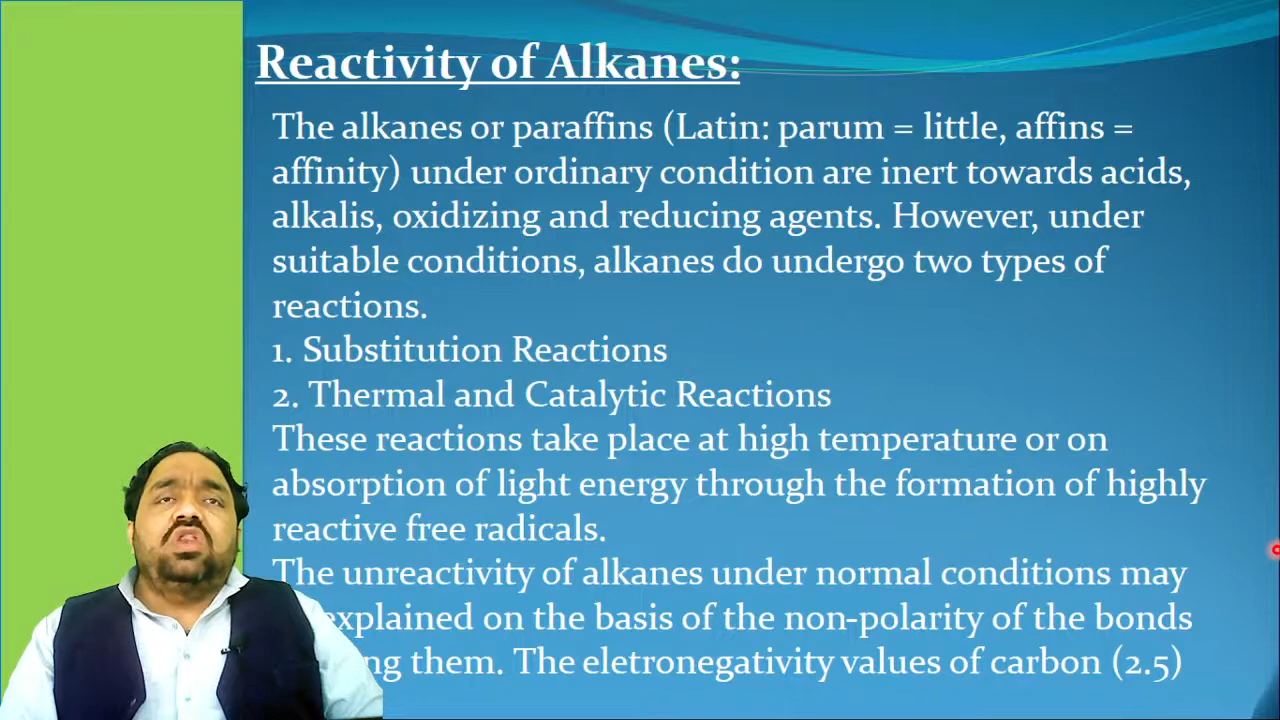 Reactivity of Alkanes:
The alkanes or paraffins (Latin: parum = little, affins =
affinity) under ordinary condition are inert towards acids,
alkalis, oxidizing and reducing agents. However, under
suitable conditions, alkanes do undergo two types of
reactions.
1. Substitution Reactions
2. Thermal and Catalytic Reactions
These reactions take place at high temperature or on
absorption of light energy through the formation of highly
reactive free radicals.
The unreactivity of alkanes under normal conditions may
explained on the basis of the non-polarity of the bonds
them. The eletronegativity values of carbon (2.5)